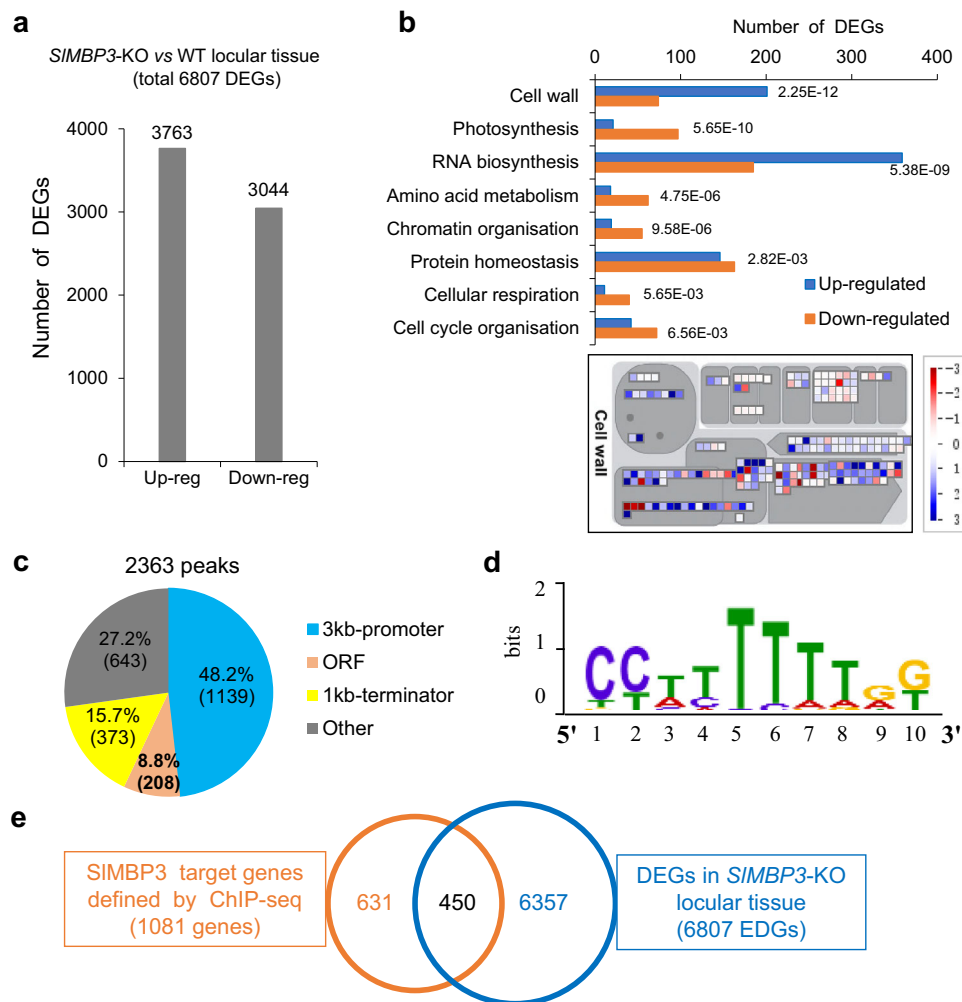 a
SlMBP3-KO vs WT locular tissue
(total 6807 DEGs)
Number of DEGs
4000
3000
2000
1000
0
3763
3044
Up-reg
Down-reg
b
Number of DEGs
0
100
200
300
400
Cell wall
2.25E-12
Photosynthesis
5.65E-10
RNA biosynthesis
5.38E-09
Amino acid metabolism
4.75E-06
Chromatin organisation
9.58E-06
Protein homeostasis
2.82E-03
Cellular respiration
5.65E-03
Cell cycle organisation
6.56E-03
Up-regulated
Down-regulated
Cell wall
-3
-2
-1
0
1
2
3
c
2363 peaks
48.2%
(1139)
8.8%
(208)
15.7%
(373)
27.2%
(643)
3kb-promoter
ORF
1kb-terminator
Other
d
bits
2
1
0
5' 1 2 3 4 5 6 7 8 9 10 3'
e
SlMBP3 target genes
defined by ChIP-seq
(1081 genes)
631
450
6357
DEGs in SlMBP3-KO
locular tissue
(6807 EDGs)